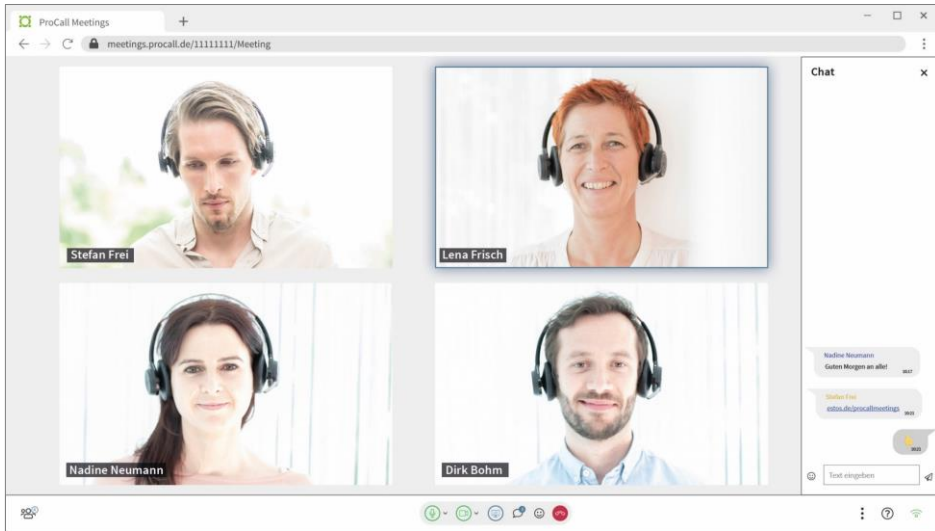 ProCall Meetings
meetings.procall.de/11111111/Meeting
Chat
Stefan Frei
Lena Frisch
Nadine Neumann
Guten Morgen an alle!
Stefan Frei
estos.de/procallmeetings
Nadine Neumann
Dirk Bohm
Text eingeben